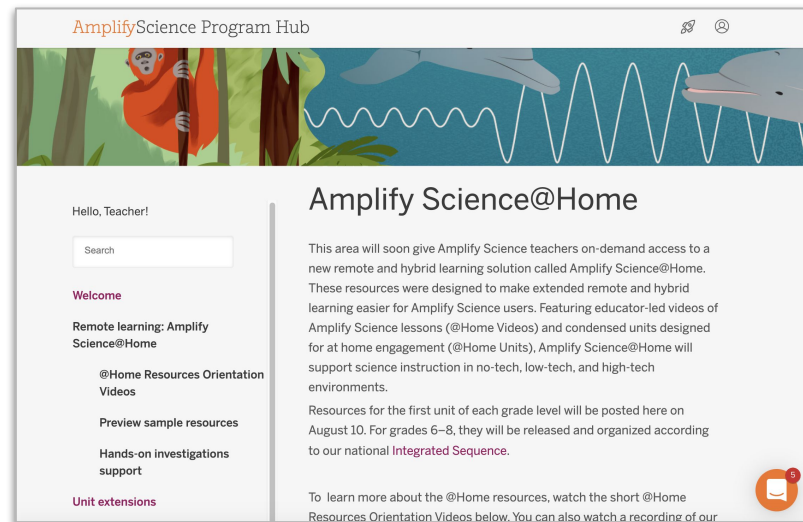 AmplifyScience Program Hub
Hello, Teacher!
Search
Welcome
Remote learning: Amplify
Science@Home
@Home Resources Orientation
Videos
Preview sample resources
Hands-on investigations
support
Unit extensions
Amplify Science@Home
This area will soon give Amplify Science teachers on-demand access to a
new remote and hybrid learning solution called Amplify Science@Home.
These resources were designed to make extended remote and hybrid
learning easier for Amplify Science users. Featuring educator-led videos of
Amplify Science lessons (@Home Videos) and condensed units designed
for at home engagement (@Home Units), Amplify Science@Home will
support science instruction in no-tech, low-tech, and high-tech
environments.
Resources for the first unit of each grade level will be posted here on
August 10. For grades 6–8, they will be released and organized according
to our national Integrated Sequence.
To learn more about the @Home resources, watch the short @Home
Resources Orientation Videos below. You can also watch a recording of our
5